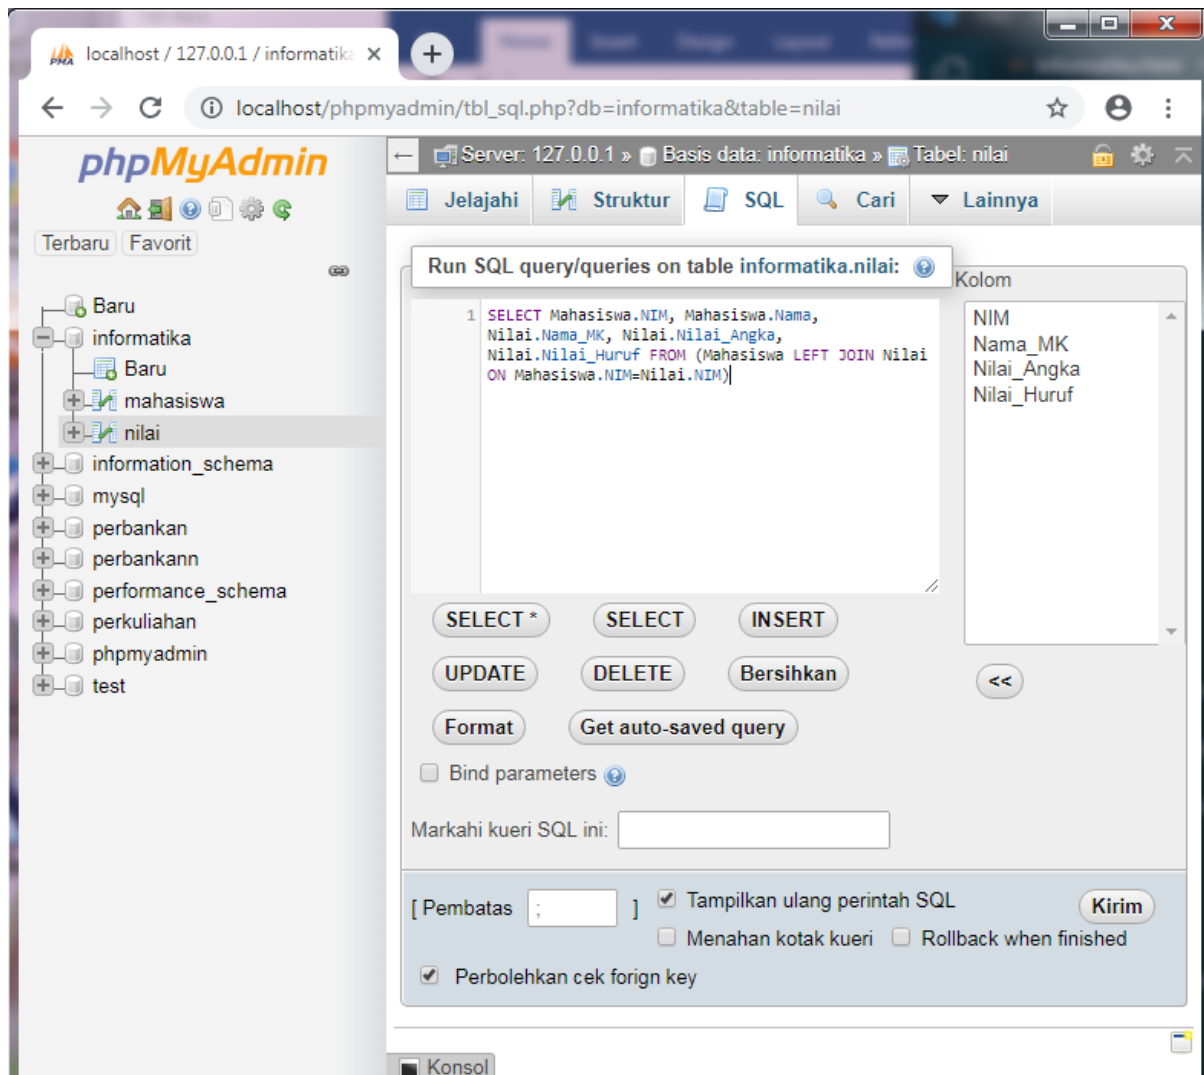 localhost / 127.0.0.1 / informatika
localhost/phpmyadmin/tbl_sql.php?db=informatika&table=nilai
phpMyAdmin
Terbaru Favorit
Baru
informatika
Baru
mahasiswa
nilai
information_schema
mysql
perbankan
perbankann
performance_schema
perkuliahan
phpmyadmin
test
Server: 127.0.0.1 » Basis data: informatika » Tabel: nilai
Jelajahi Struktur SQL Cari Lainnya
Run SQL query/queries on table informatika.nilai:
1 SELECT Mahasiswa.NIM, Mahasiswa.Nama,
Nilai.Nama_MK, Nilai.Nilai_Angka,
Nilai.Nilai_Huruf FROM (Mahasiswa LEFT JOIN Nilai
ON Mahasiswa.NIM=Nilai.NIM)
Kolom
NIM
Nama_MK
Nilai_Angka
Nilai_Huruf
SELECT * SELECT INSERT
UPDATE DELETE Bersihkan <<
Format Get auto-saved query
Bind parameters
Markahi kueri SQL ini:
[ Pembatas ; ] Tampilkan ulang perintah SQL Kirim
Menahan kotak kueri Rollback when finished
Perbolehkan cek forign key
Konsol